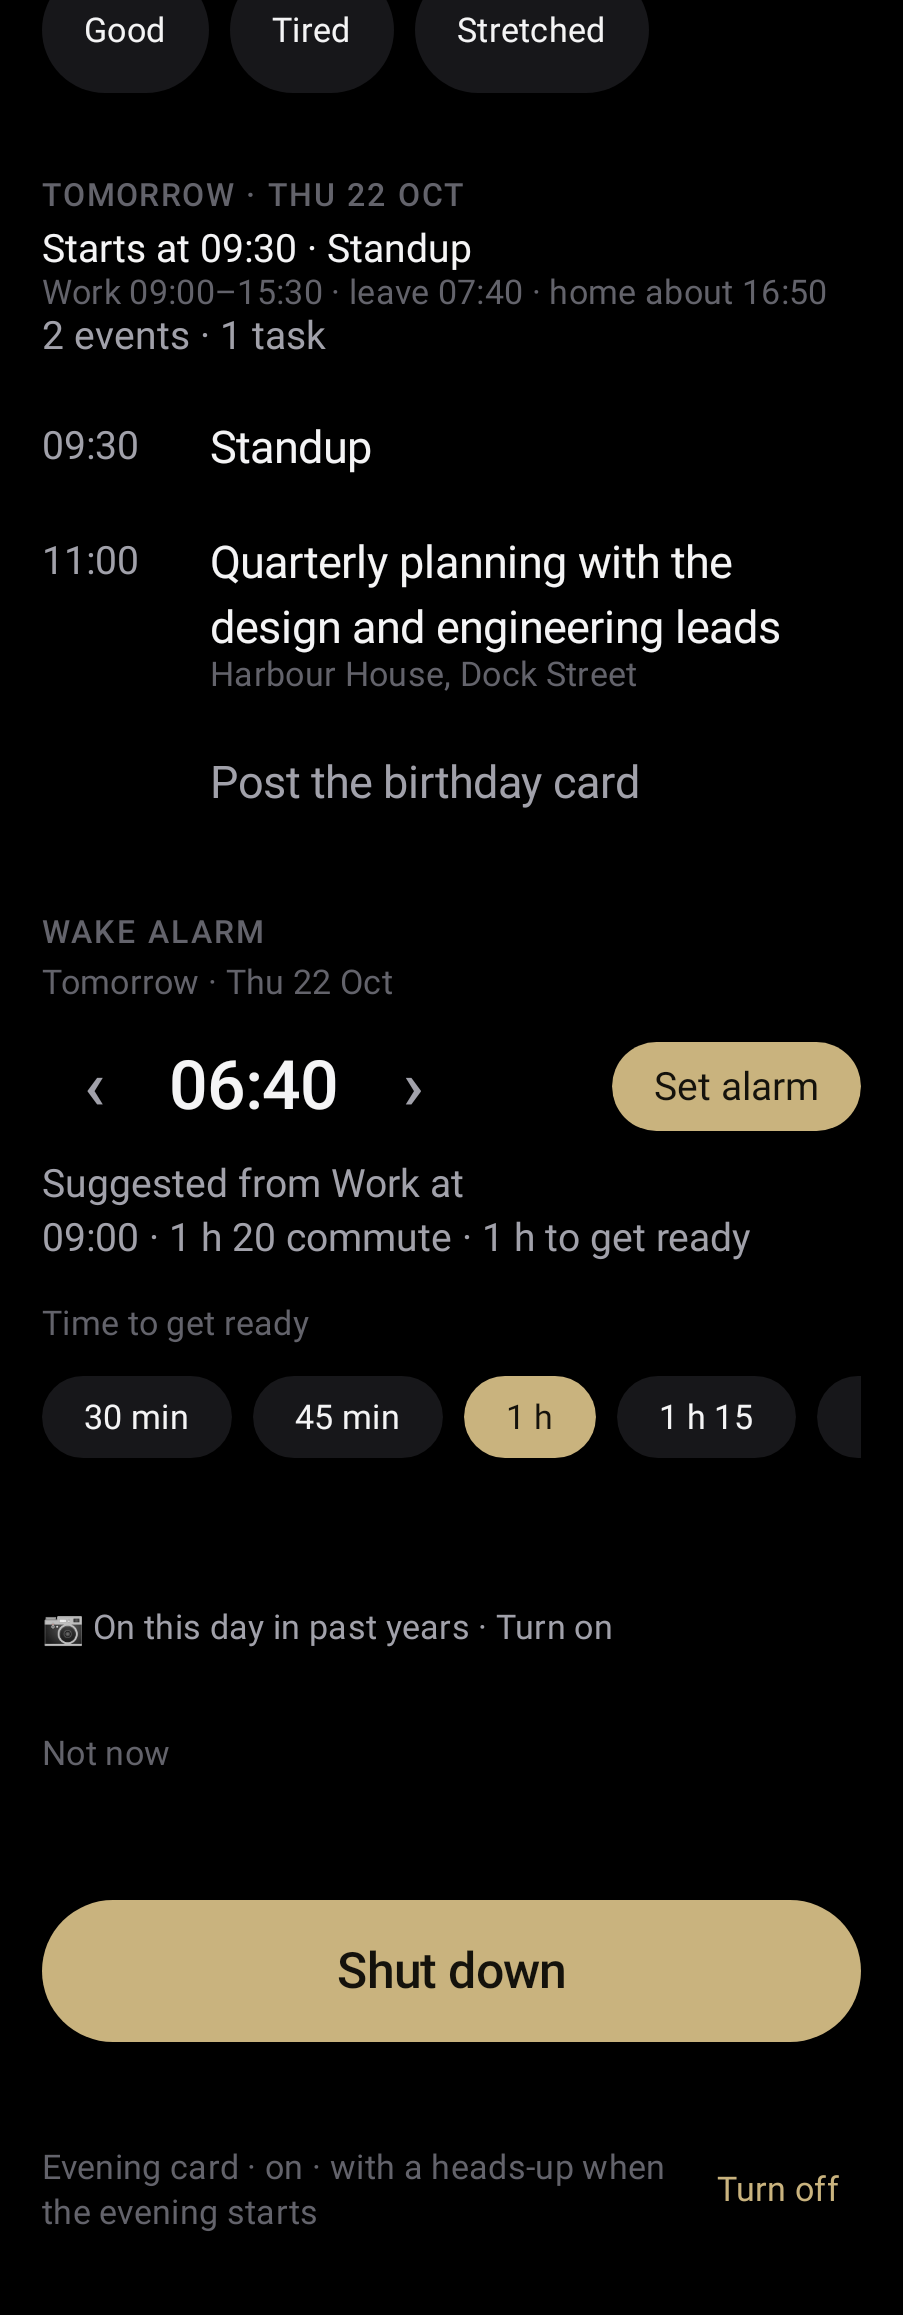 Good
Tired
Stretched
TOMORROW · THU 22 OCT
Starts at 09:30 · Standup
Work 09:00–15:30 · leave 07:40 · home about 16:50
2 events · 1 task
09:30
Standup
11:00
Quarterly planning with the
design and engineering leads
Harbour House, Dock Street
Post the birthday card
WAKE ALARM
Tomorrow · Thu 22 Oct
‹ 06:40 ›
Set alarm
Suggested from Work at
09:00 · 1 h 20 commute · 1 h to get ready
Time to get ready
30 min
45 min
1 h
1 h 15
📷 On this day in past years · Turn on
Not now
Shut down
Evening card · on · with a heads-up when
the evening starts
Turn off